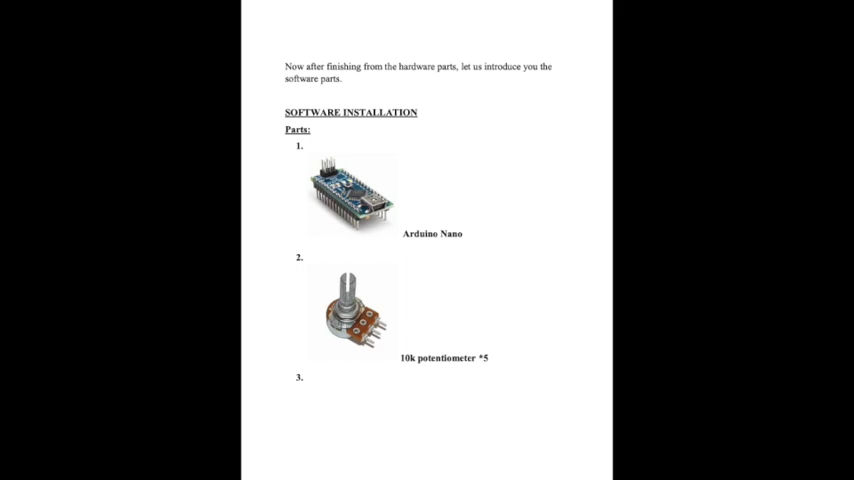 Now after finishing from the hardware parts, let us introduce you the
software parts.
SOFTWARE INSTALLATION
Parts:
1.
Arduino Nano
2.
10k potentiometer *5
3.